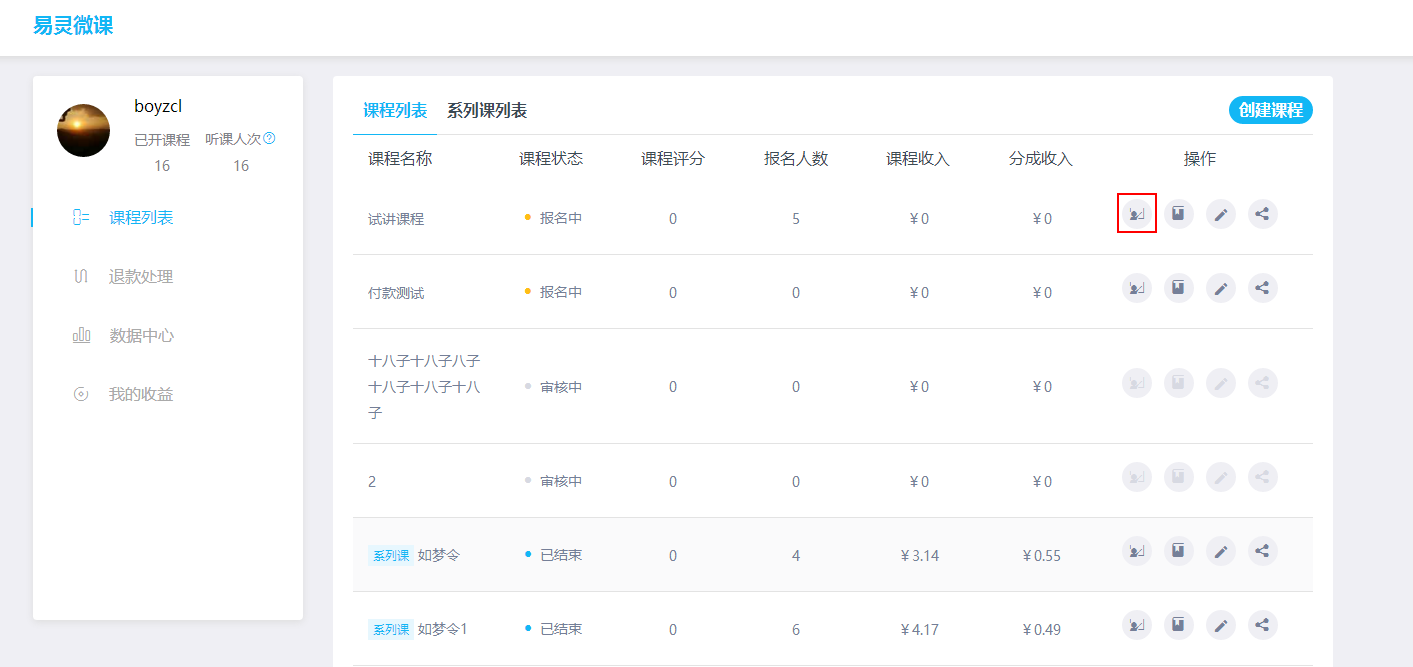 易灵微课
boyzcl
已开课程 听课人次
16 16
课程列表
退款处理
数据中心
我的收益
课程列表 系列课列表 创建课程
课程名称 课程状态 课程评分 报名人数 课程收入 分成收入 操作
试讲课程 报名中 0 5 ¥0 ¥0
付款测试 报名中 0 0 ¥0 ¥0
十八子十八子八子
十八子十八子十八 审核中 0 0 ¥0 ¥0
子
2 审核中 0 0 ¥0 ¥0
系列课 如梦令 已结束 0 4 ¥3.14 ¥0.55
系列课 如梦令1 已结束 0 6 ¥4.17 ¥0.49